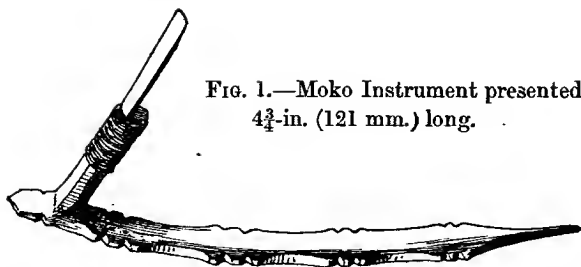 FIG. 1.—Moko Instrument presented
4¾-in. (121 mm.) long.